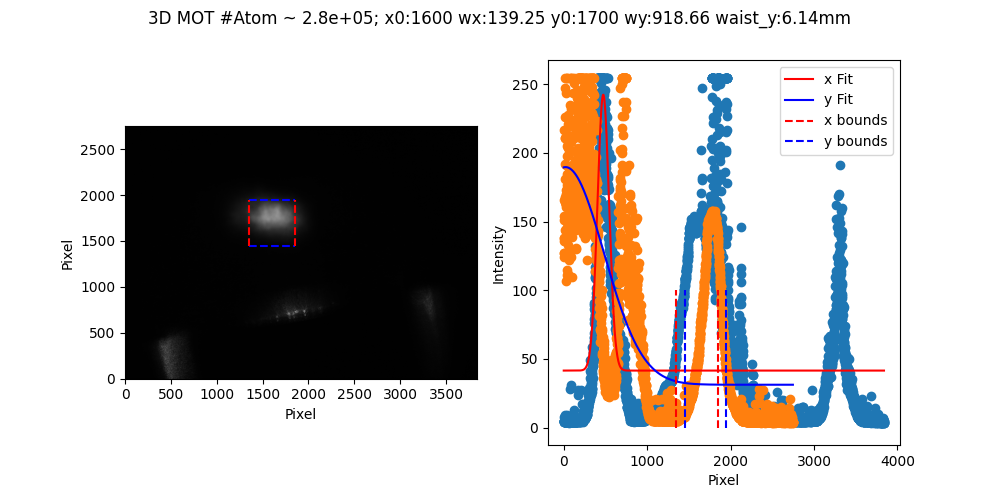 3D MOT #Atom ~ 2.8e+05; x0:1600 wx:139.25 y0:1700 wy:918.66 waist_y:6.14mm
2500
2000
1500
1000
500
0
Pixel
0 500 1000 1500 2000 2500 3000 3500
Pixel
250
200
150
100
50
0
Intensity
0 1000 2000 3000 4000
Pixel
x Fit
y Fit
x bounds
y bounds